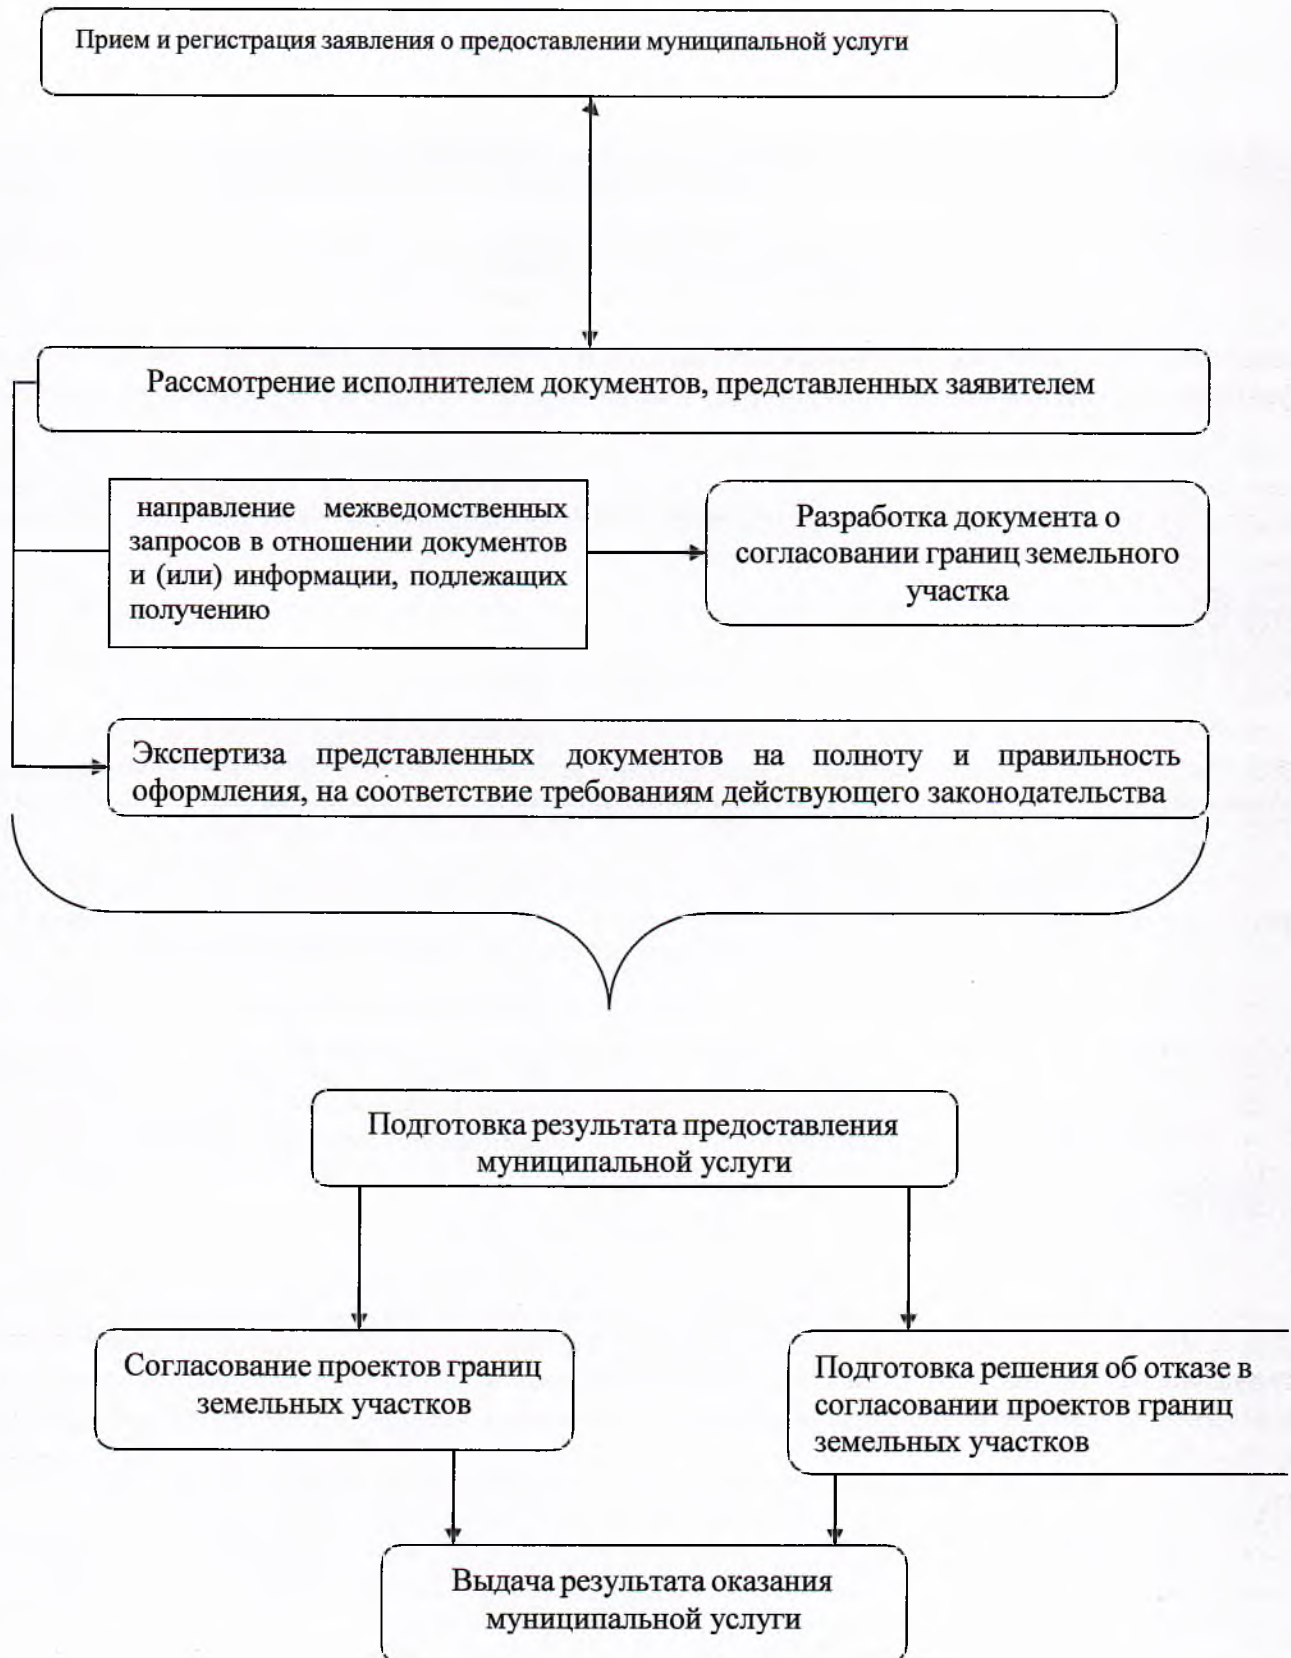 Прием и регистрация заявления о предоставлении муниципальной услуги
Рассмотрение исполнителем документов, представленных заявителем
направление межведомственных
запросов в отношении документов
и (или) информации, подлежащих
получению
Разработка документа о
согласовании границ земельного
участка
Экспертиза представленных документов на полноту и правильность
оформления, на соответствие требованиям действующего законодательства
Подготовка результата предоставления
муниципальной услуги
Согласование проектов границ
земельных участков
Подготовка решения об отказе в
согласовании проектов границ
земельных участков
Выдача результата оказания
муниципальной услуги